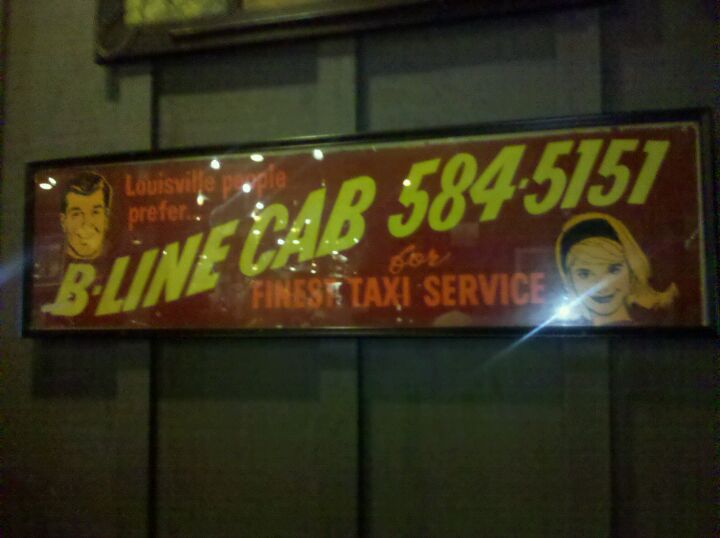 Louisville people
prefer...
B-LINE CAB 584-5151
for
FINEST TAXI SERVICE